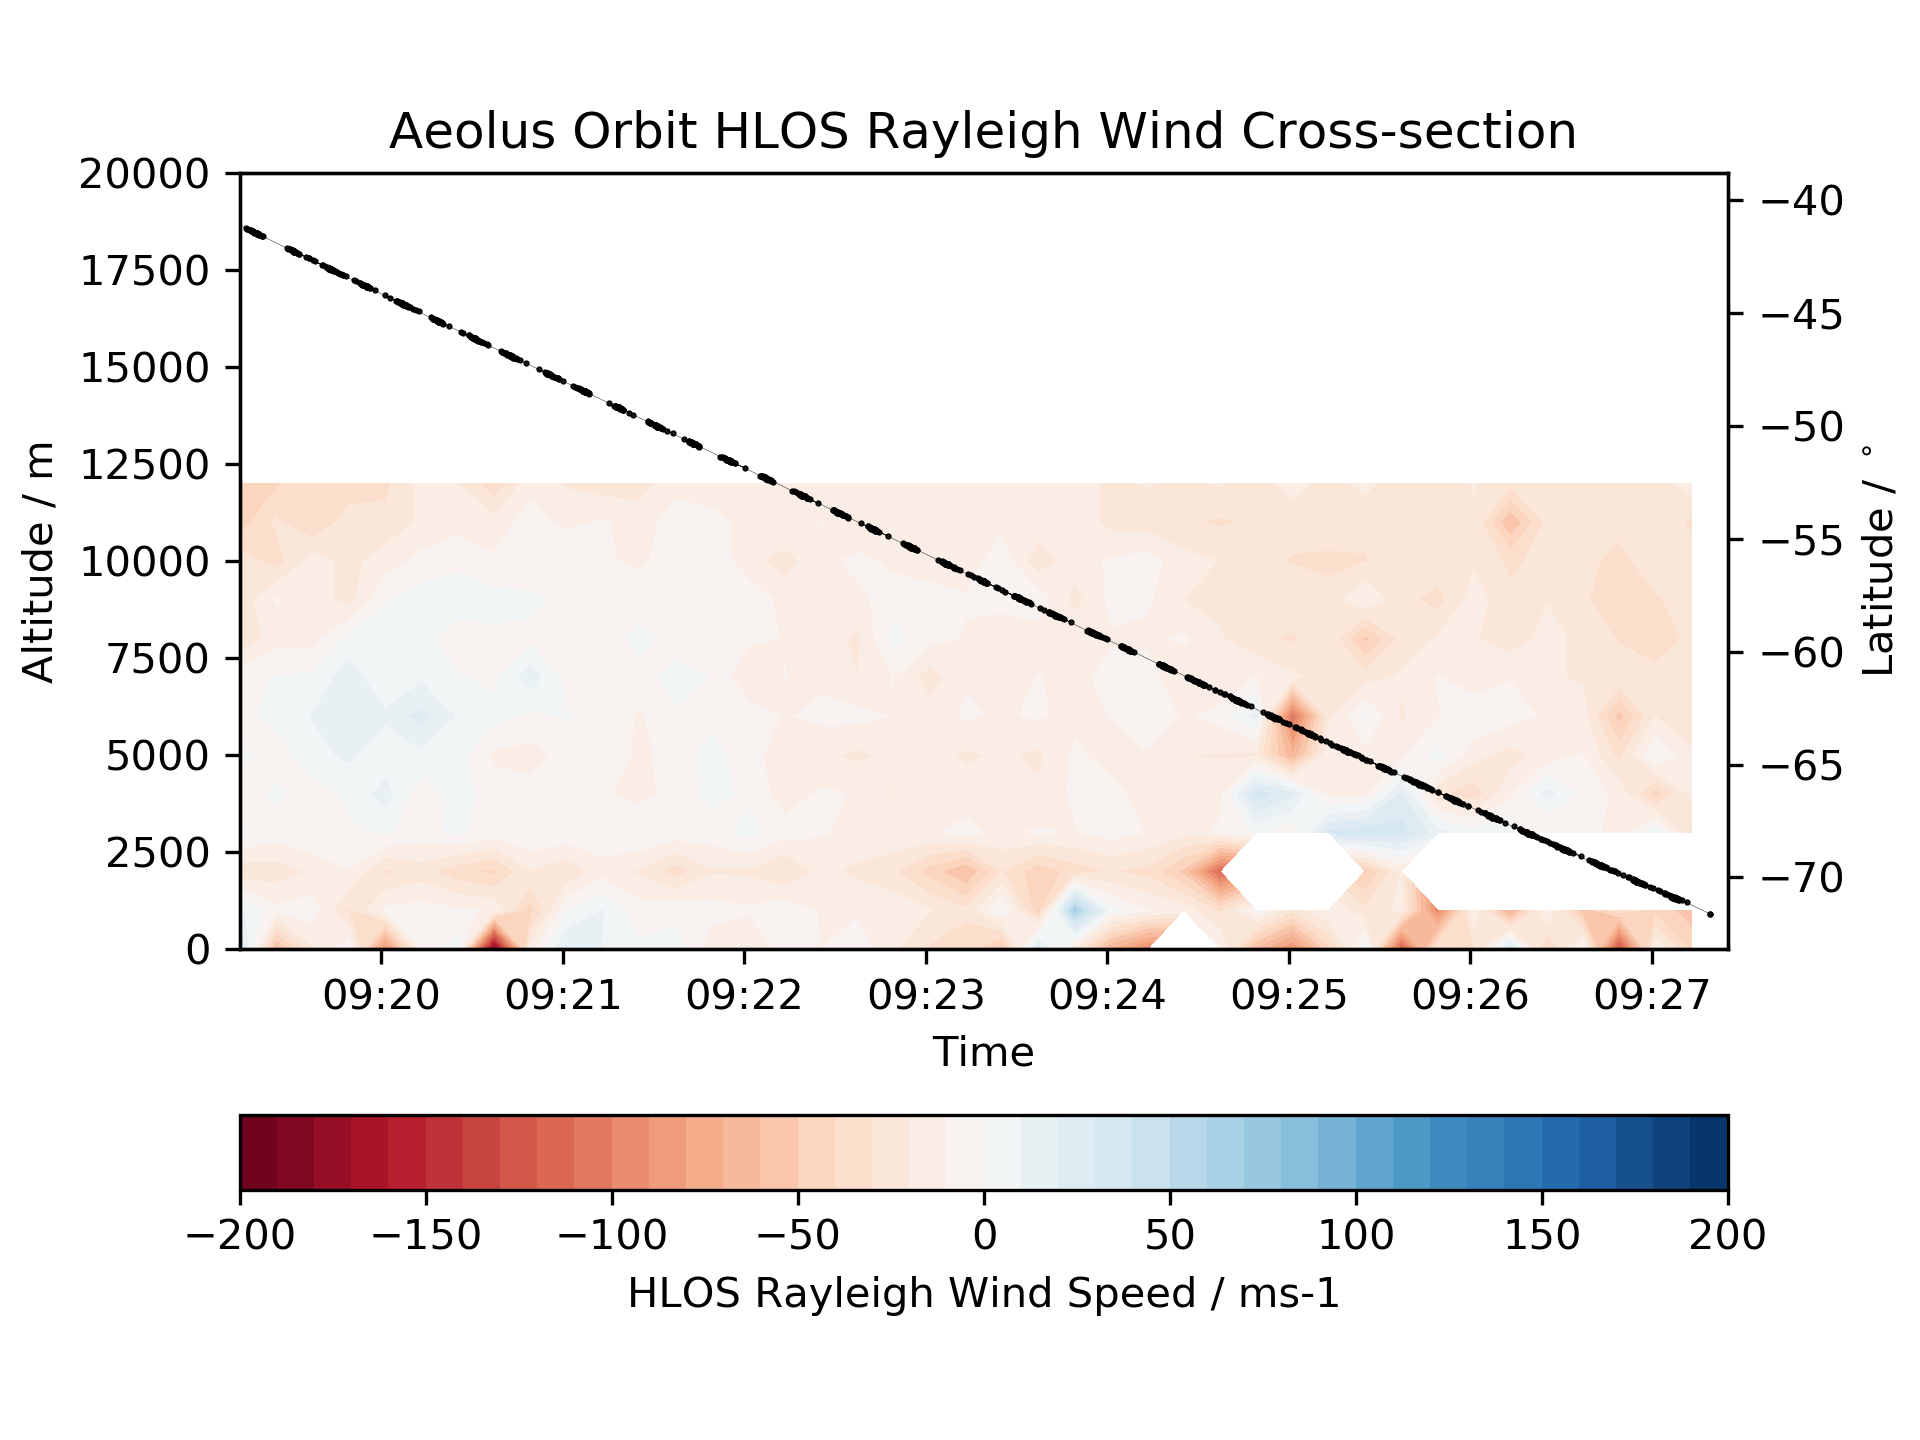 Aeolus Orbit HLOS Rayleigh Wind Cross-section
20000
17500
15000
12500
10000
7500
5000
2500
0
Altitude / m
−40
−45
−50
−55
−60
−65
−70
Latitude / °
09:20 09:21 09:22 09:23 09:24 09:25 09:26 09:27
Time
−200 −150 −100 −50 0 50 100 150 200
HLOS Rayleigh Wind Speed / ms-1